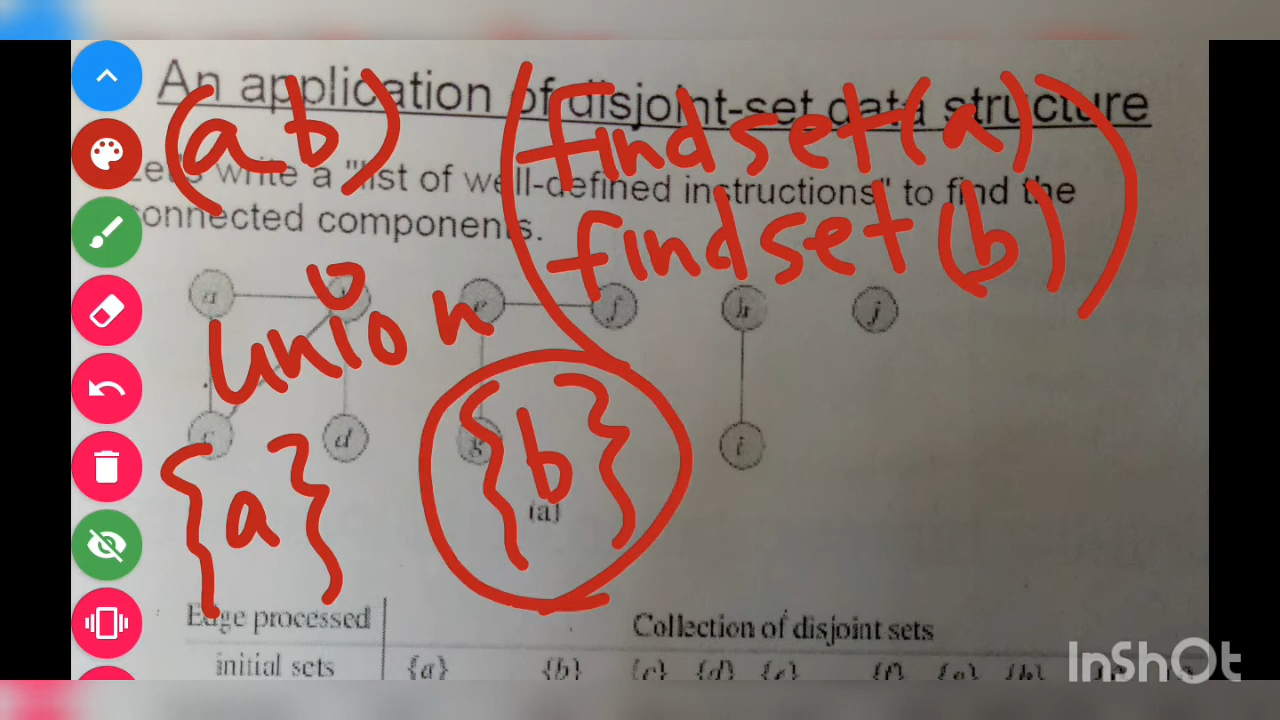 An application of disjoint-set data structure
(a b)
(findset(a)
findset(b))
Let's write a "list of well-defined instructions" to find the
connected components.
a e f h j
union
c d g i
{a} {b}
(a)
Edge processed Collection of disjoint sets
initial sets {a} {b} {c} {d} {e} {f} {g} {h}
InShOt